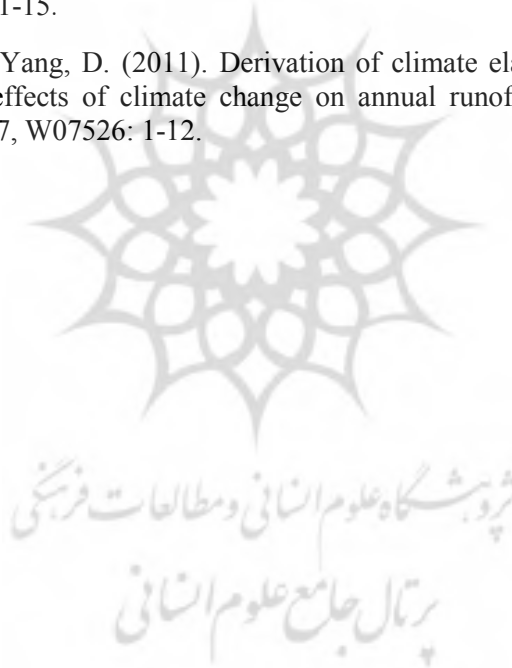 1-15.
Yang, D. (2011). Derivation of climate ela
effects of climate change on annual runof
7, W07526: 1-12.
پژوهشگاه علوم انسانی و مطالعات فرهنگی
پرتال جامع علوم انسانی